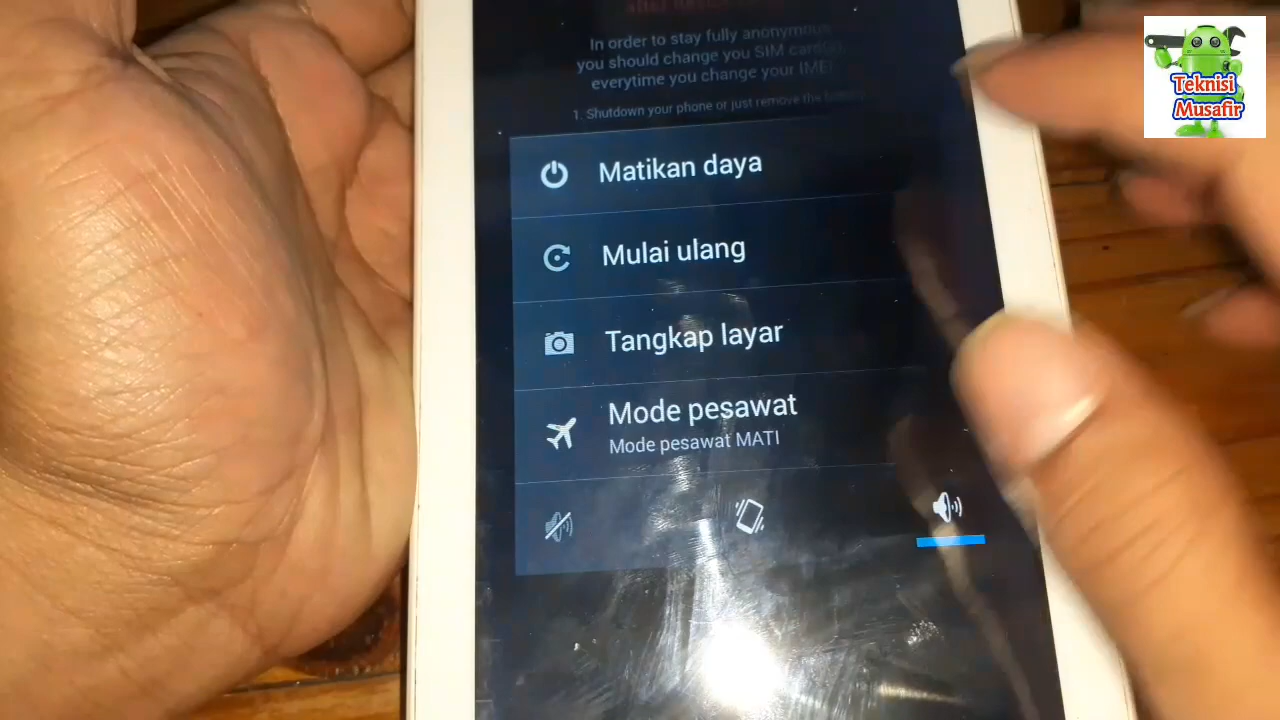 In order to stay fully anonymous
you should change you SIM card(s)
everytime you change your IMEI
1. Shutdown your phone or just remove the battery
Matikan daya
Mulai ulang
Tangkap layar
Mode pesawat
Mode pesawat MATI
Teknisi
Musafir